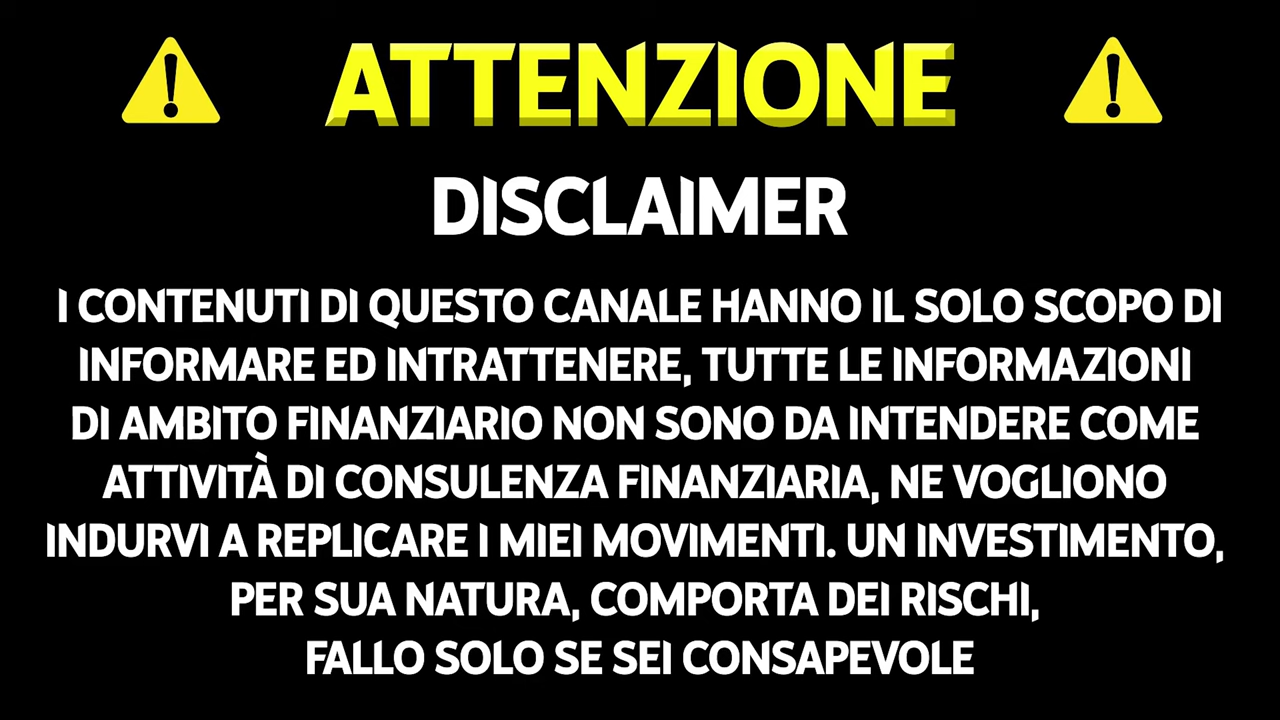 ATTENZIONE
DISCLAIMER
I CONTENUTI DI QUESTO CANALE HANNO IL SOLO SCOPO DI
INFORMARE ED INTRATTENERE, TUTTE LE INFORMAZIONI
DI AMBITO FINANZIARIO NON SONO DA INTENDERE COME
ATTIVITÀ DI CONSULENZA FINANZIARIA, NE VOGLIONO
INDURVI A REPLICARE I MIEI MOVIMENTI. UN INVESTIMENTO,
PER SUA NATURA, COMPORTA DEI RISCHI,
FALLO SOLO SE SEI CONSAPEVOLE